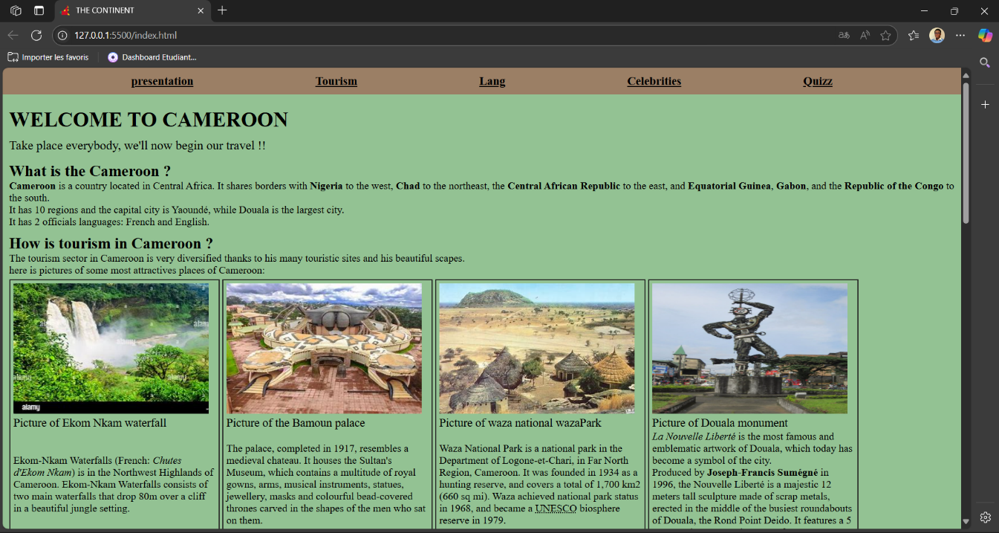 THE CONTINENT
127.0.0.1:5500/index.html
Importer les favoris
Dashboard Etudiant...
presentation
Tourism
Lang
Celebrities
Quizz
WELCOME TO CAMEROON
Take place everybody, we'll now begin our travel !!
What is the Cameroon ?
Cameroon is a country located in Central Africa. It shares borders with Nigeria to the west, Chad to the northeast, the Central African Republic to the east, and Equatorial Guinea, Gabon, and the Republic of the Congo to
the south.
It has 10 regions and the capital city is Yaoundé, while Douala is the largest city.
It has 2 officials languages: French and English.
How is tourism in Cameroon ?
The tourism sector in Cameroon is very diversified thanks to his many touristic sites and his beautiful scapes.
here is pictures of some most attractives places of Cameroon:
alamy
Picture of Ekom Nkam waterfall
Ekom-Nkam Waterfalls (French: Chutes
d'Ekom Nkam) is in the Northwest Highlands of
Cameroon. Ekom-Nkam Waterfalls consists of
two main waterfalls that drop 80m over a cliff
in a beautiful jungle setting.
Picture of the Bamoun palace
The palace, completed in 1917, resembles a
medieval chateau. It houses the Sultan's
Museum, which contains a multitude of royal
gowns, arms, musical instruments, statues,
jewellery, masks and colourful bead-covered
thrones carved in the shapes of the men who sat
on them.
Picture of waza national wazaPark
Waza National Park is a national park in the
Department of Logone-et-Chari, in Far North
Region, Cameroon. It was founded in 1934 as a
hunting reserve, and covers a total of 1,700 km2
(660 sq mi). Waza achieved national park status
in 1968, and became a UNESCO biosphere
reserve in 1979.
Picture of Douala monument
La Nouvelle Liberté is the most famous and
emblematic artwork of Douala, which today has
become a symbol of the city.
Produced by Joseph-Francis Sumégné in
1996, the Nouvelle Liberté is a majestic 12
meters tall sculpture made of scrap metals,
erected in the middle of the busiest roundabouts
of Douala, the Rond Point Deido. It features a 5